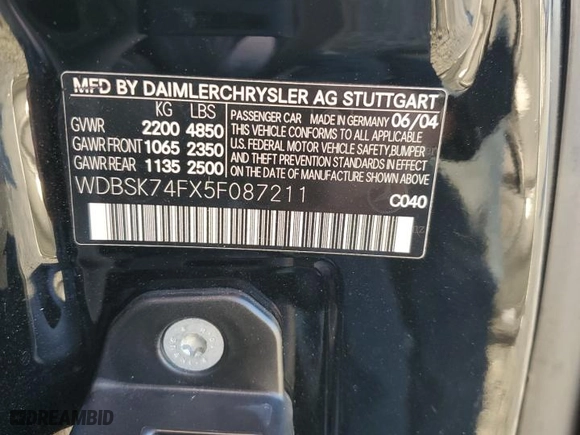 MFD BY DAIMLERCHRYSLER AG STUTTGART
KG LBS
GVWR 2200 4850
GAWR FRONT 1065 2350
GAWR REAR 1135 2500
PASSENGER CAR MADE IN GERMANY 06/04
THIS VEHICLE CONFORMS TO ALL APPLICABLE
U.S. FEDERAL MOTOR VEHICLE SAFETY, BUMPER
AND THEFT PREVENTION STANDARDS IN EFFECT
ON THE DATE OF MANUFACTURE SHOWN ABOVE.
WDBSK74FX5F087211
C040
DREAMBID